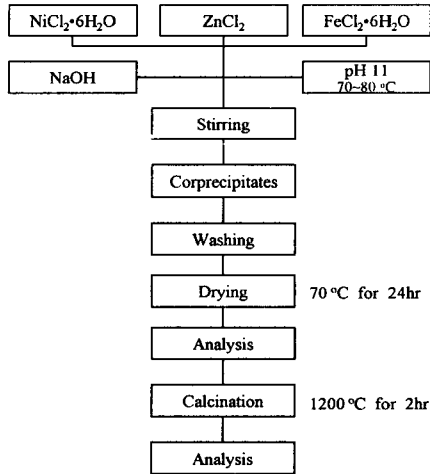 NiCl₂•6H₂O
ZnCl₂
FeCl₂•6H₂O
NaOH
pH 11
70~80 °C
Stirring
Corprecipitates
Washing
Drying
70 °C for 24hr
Analysis
Calcination
1200 °C for 2hr
Analysis